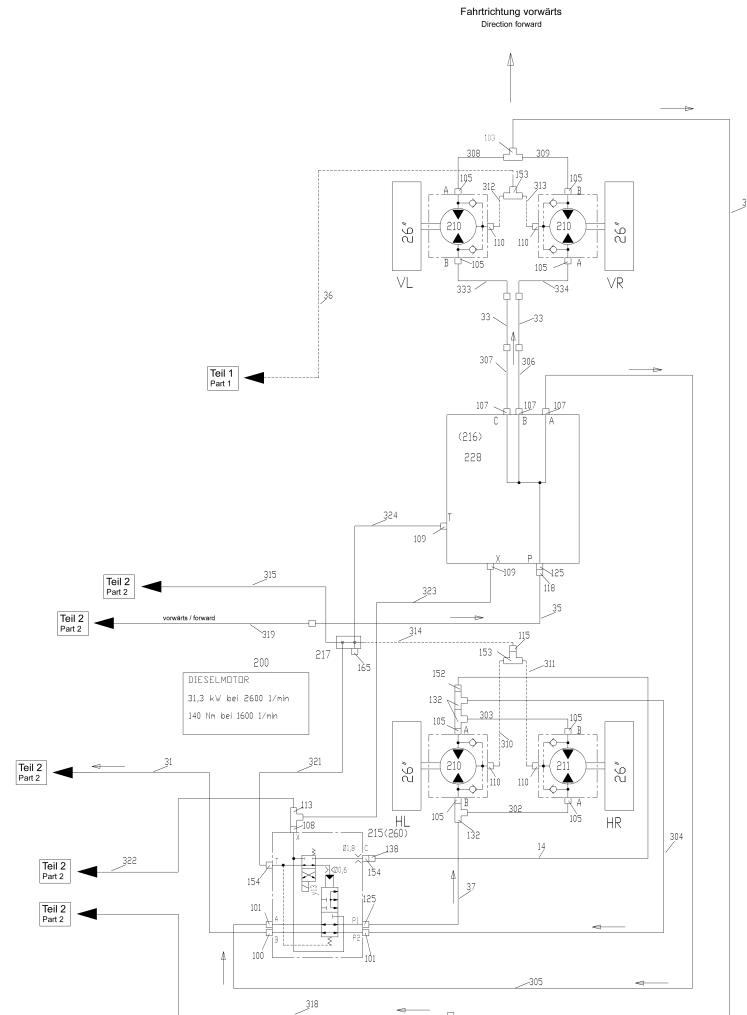 Fahrtrichtung vorwärts
Direction forward
103
308
309
153
105
A
312
313
105
B
26"
210
110
110
210
26"
B
105
105
A
VL
333
334
VR
36
33
33
307
306
Teil 1
Part 1
107
107
107
C
B
A
3
(216)
228
324
T
109
X
P
109
125
118
315
Teil 2
Part 2
323
35
Teil 2
Part 2
vorwärts / forward
319
314
115
217
165
153
311
200
DIESELMOTOR
31,3 kW bei 2600 1/min
140 Nm bei 1600 1/min
152
132
303
105
A
105
B
310
26"
210
110
110
211
26"
31
Teil 2
Part 2
321
B
105
302
A
105
HL
132
HR
304
113
108
X
215(260)
Ø1,8
C
138
14
322
Teil 2
Part 2
T
154
Ø0,6
154
y13
37
Teil 2
Part 2
101
A
P1
125
B
P2
100
101
305
318